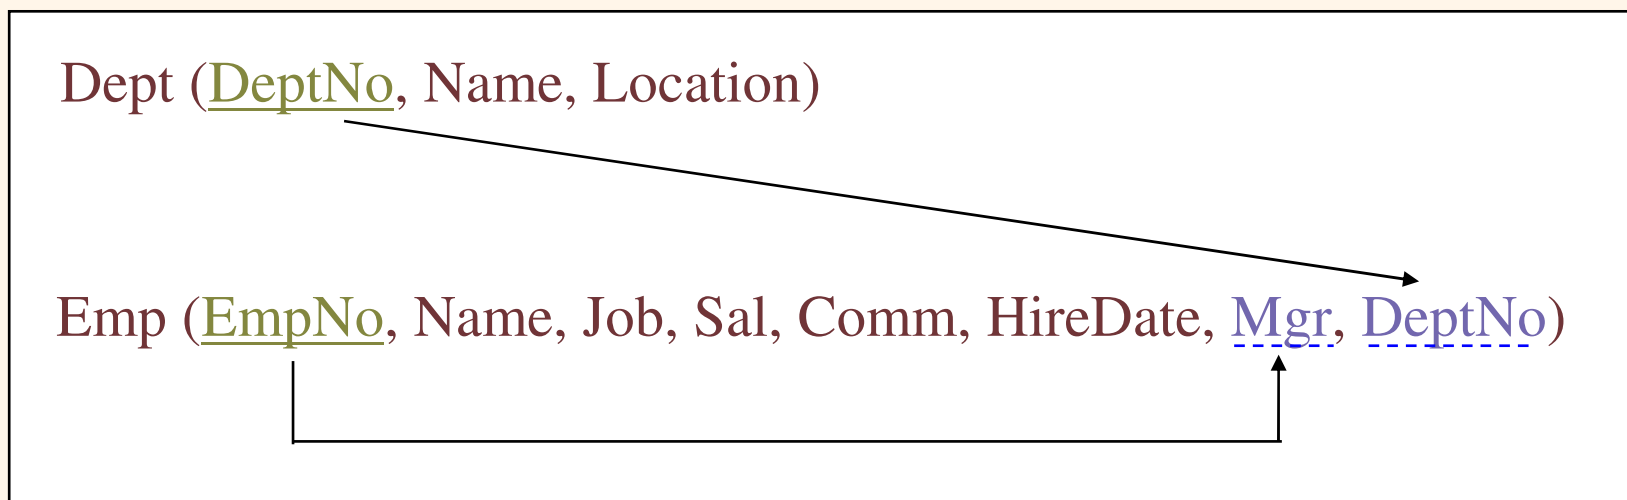 Dept (DeptNo, Name, Location)
Emp (EmpNo, Name, Job, Sal, Comm, HireDate, Mgr, DeptNo)